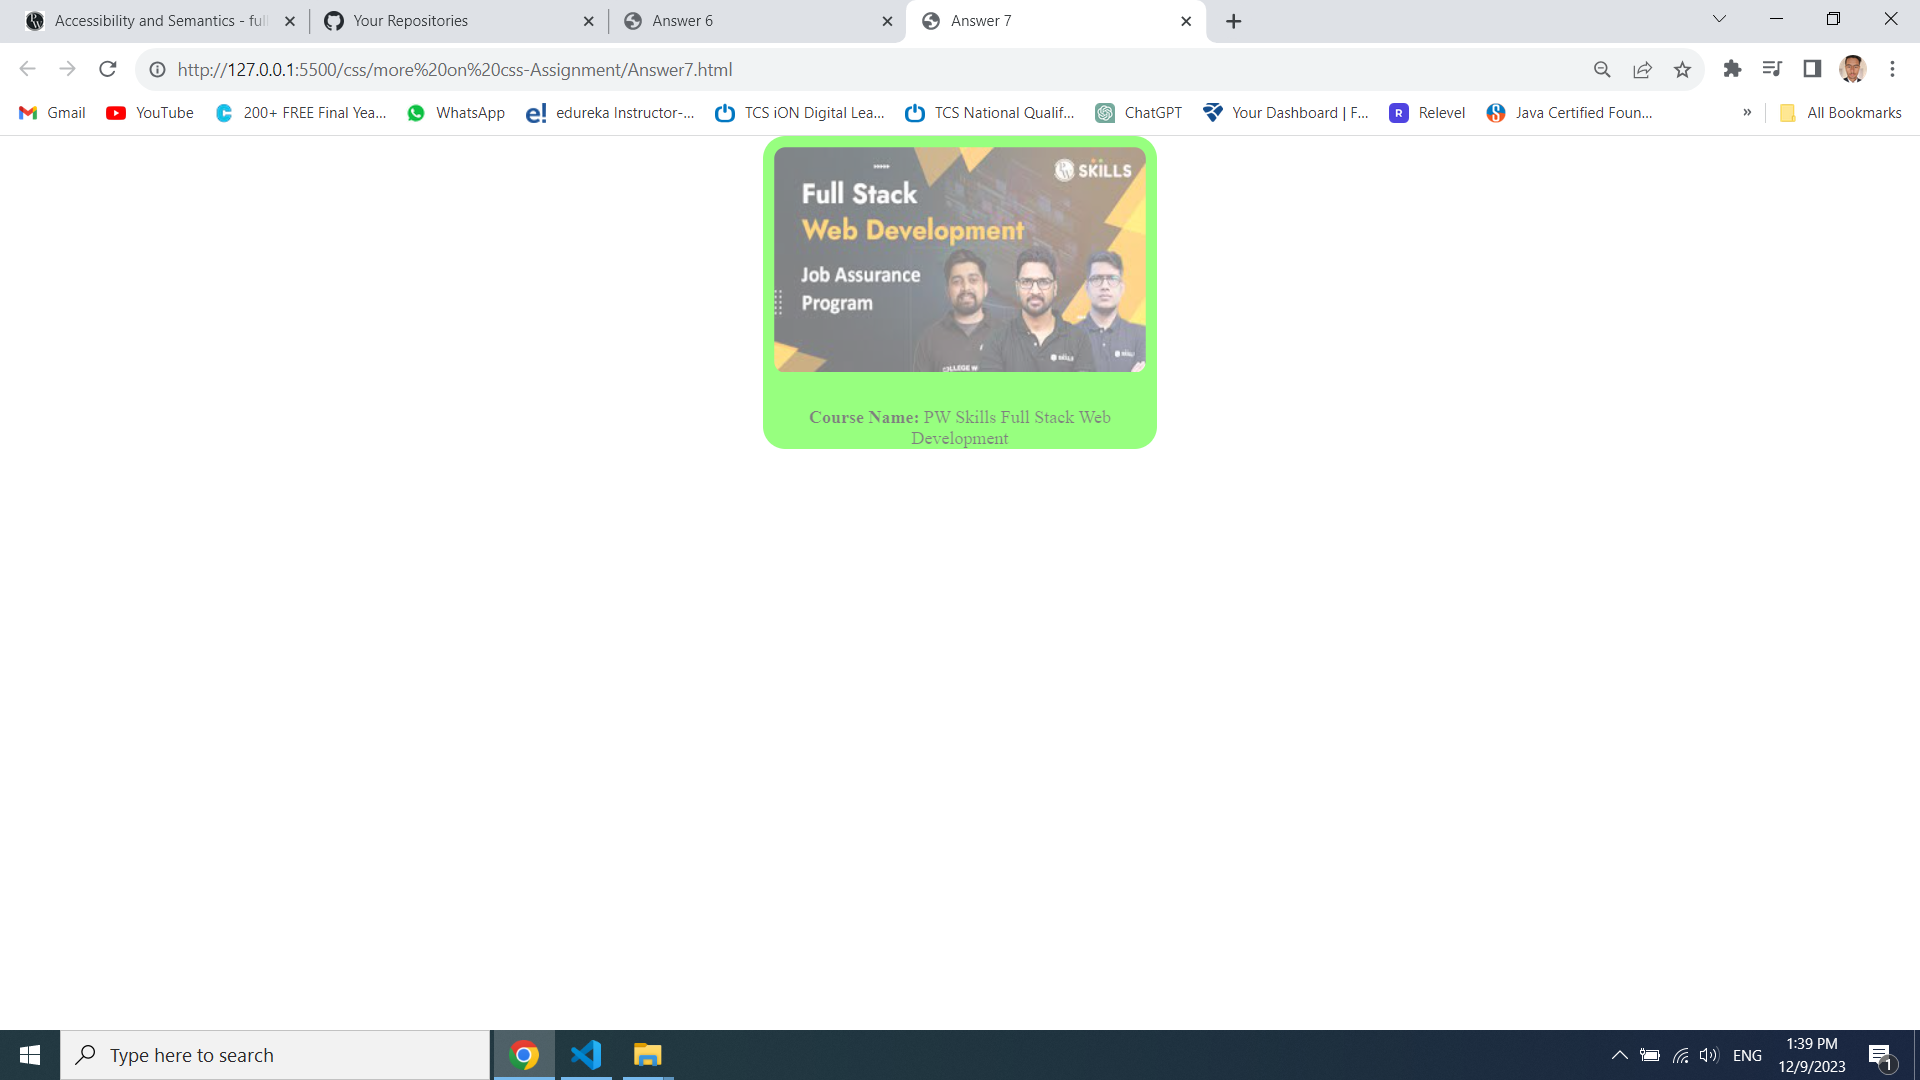 Accessibility and Semantics - full
Your Repositories
Answer 6
Answer 7
http://127.0.0.1:5500/css/more%20on%20css-Assignment/Answer7.html
Gmail
YouTube
200+ FREE Final Yea...
WhatsApp
edureka Instructor-...
TCS iON Digital Lea...
TCS National Qualif...
ChatGPT
Your Dashboard | F...
Relevel
Java Certified Foun...
»
All Bookmarks
SKILLS
Full Stack
Web Development
Job Assurance
Program
Course Name: PW Skills Full Stack Web
Development
Type here to search
ENG
1:39 PM
12/9/2023
1